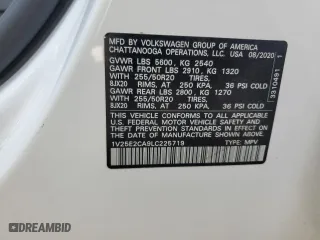 MFD. BY VOLKSWAGEN GROUP OF AMERICA
CHATTANOOGA OPERATIONS, LLC. USA 08/2020
GVWR LBS 5600, KG 2540
GAWR FRONT LBS 2910, KG 1320
WITH - 255/50R20 TIRES,
8JX20 RIMS, AT 250 KPA, 36 PSI COLD
GAWR REAR LBS 2800, KG 1270
WITH - 255/50R20 TIRES,
8JX20 RIMS, AT 250 KPA, 36 PSI COLD
THIS VEHICLE CONFORMS TO ALL APPLICABLE
FEDERAL MOTOR VEHICLE SAFETY AND
THEFT PREVENTION STANDARDS IN EFFECT ON
THE DATE OF MANUFACTURE SHOWN ABOVE.
1V25E2CA9LC225719 TYPE: MPV
3310491
AUTOHELPERBOT.COM